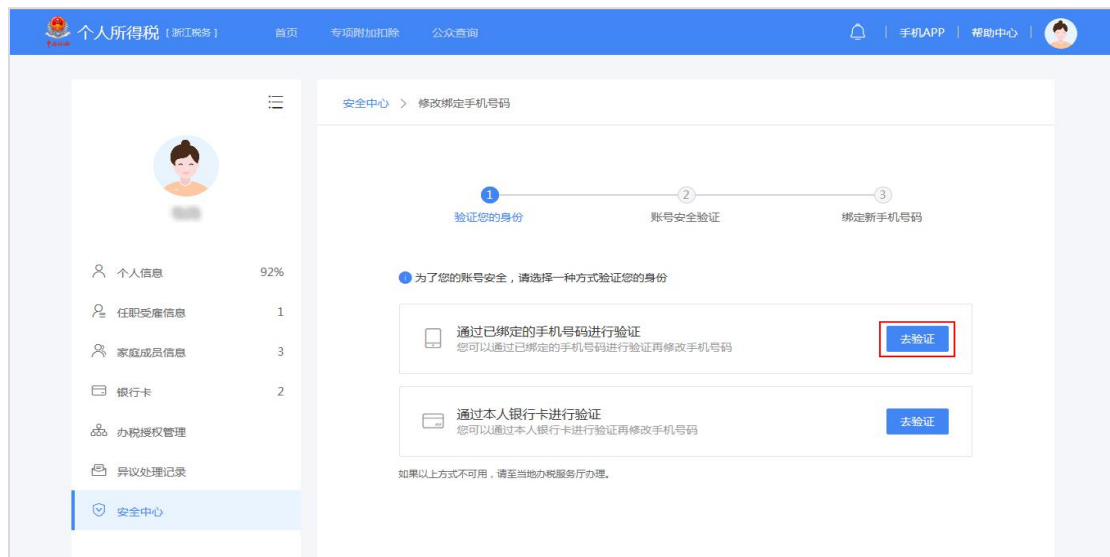 个人所得税 [ 浙江税务 ] 首页 专项附加扣除 公众查询 手机APP | 帮助中心
安全中心 > 修改绑定手机号码
1 2 3
验证您的身份 账号安全验证 绑定新手机号码
个人信息 92%
任职受雇信息 1
家庭成员信息 3
银行卡 2
办税授权管理
异议处理记录
安全中心
为了您的账号安全，请选择一种方式验证您的身份
通过已绑定的手机号码进行验证
您可以通过已绑定的手机号码进行验证再修改手机号码
去验证
通过本人银行卡进行验证
您可以通过本人银行卡进行验证再修改手机号码
去验证
如果以上方式不可用，请至当地办税服务厅办理。